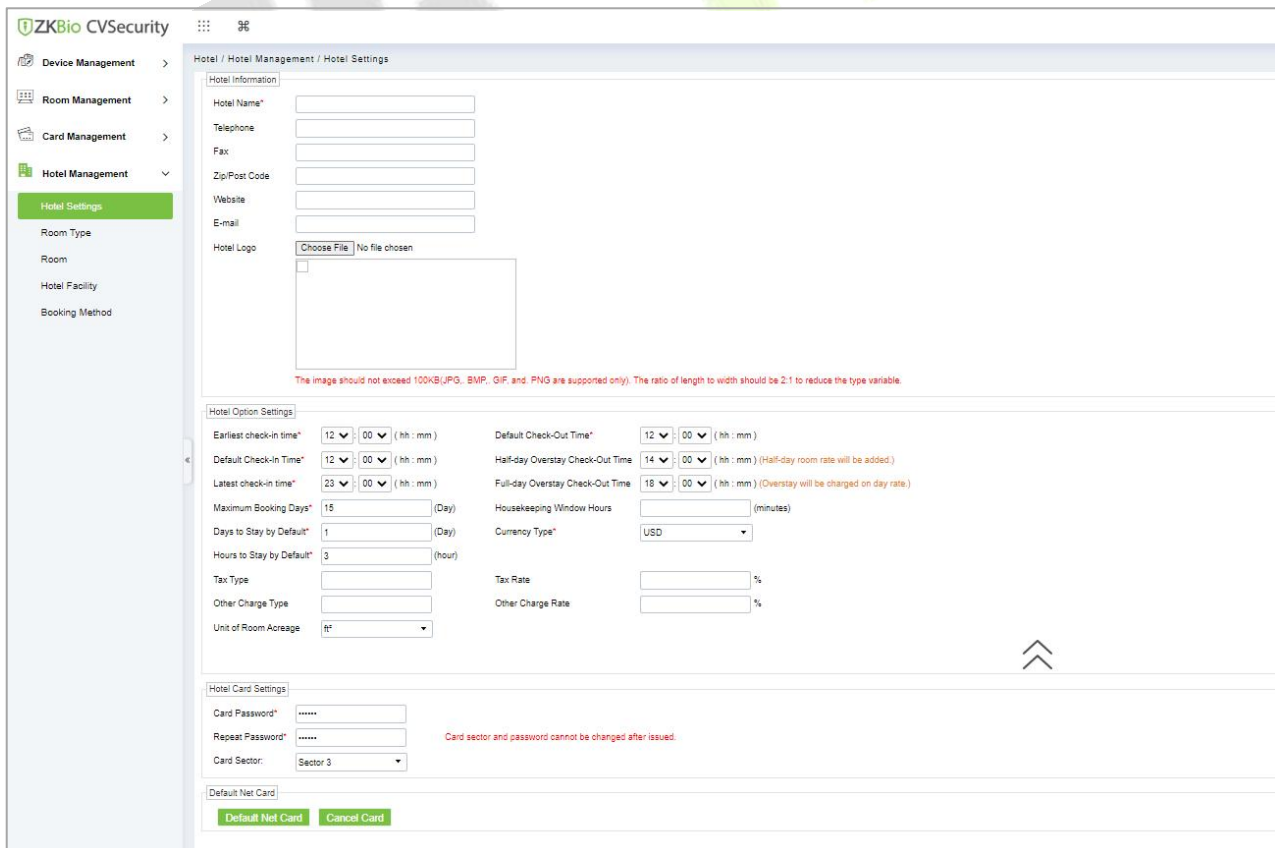 ZKBio CVSecurity
Device Management
Room Management
Card Management
Hotel Management
Hotel Settings
Room Type
Room
Hotel Facility
Booking Method
Hotel / Hotel Management / Hotel Settings
Hotel Information
Hotel Name*
Telephone
Fax
Zip/Post Code
Website
E-mail
Hotel Logo Choose File No file chosen
The image should not exceed 100KB(JPG,. BMP,. GIF, and. PNG are supported only). The ratio of length to width should be 2:1 to reduce the type variable.
Hotel Option Settings
Earliest check-in time* 12 : 00 ( hh : mm ) Default Check-Out Time* 12 : 00 ( hh : mm )
Default Check-In Time* 12 : 00 ( hh : mm ) Half-day Overstay Check-Out Time 14 : 00 ( hh : mm ) (Half-day room rate will be added.)
Latest check-in time* 23 : 00 ( hh : mm ) Full-day Overstay Check-Out Time 18 : 00 ( hh : mm ) (Overstay will be charged on day rate.)
Maximum Booking Days* 15 (Day) Housekeeping Window Hours (minutes)
Days to Stay by Default* 1 (Day) Currency Type* USD
Hours to Stay by Default* 3 (hour)
Tax Type Tax Rate %
Other Charge Type Other Charge Rate %
Unit of Room Acreage ft²
Hotel Card Settings
Card Password* ······
Repeat Password* ······ Card sector and password cannot be changed after issued.
Card Sector: Sector 3
Default Net Card
Default Net Card Cancel Card